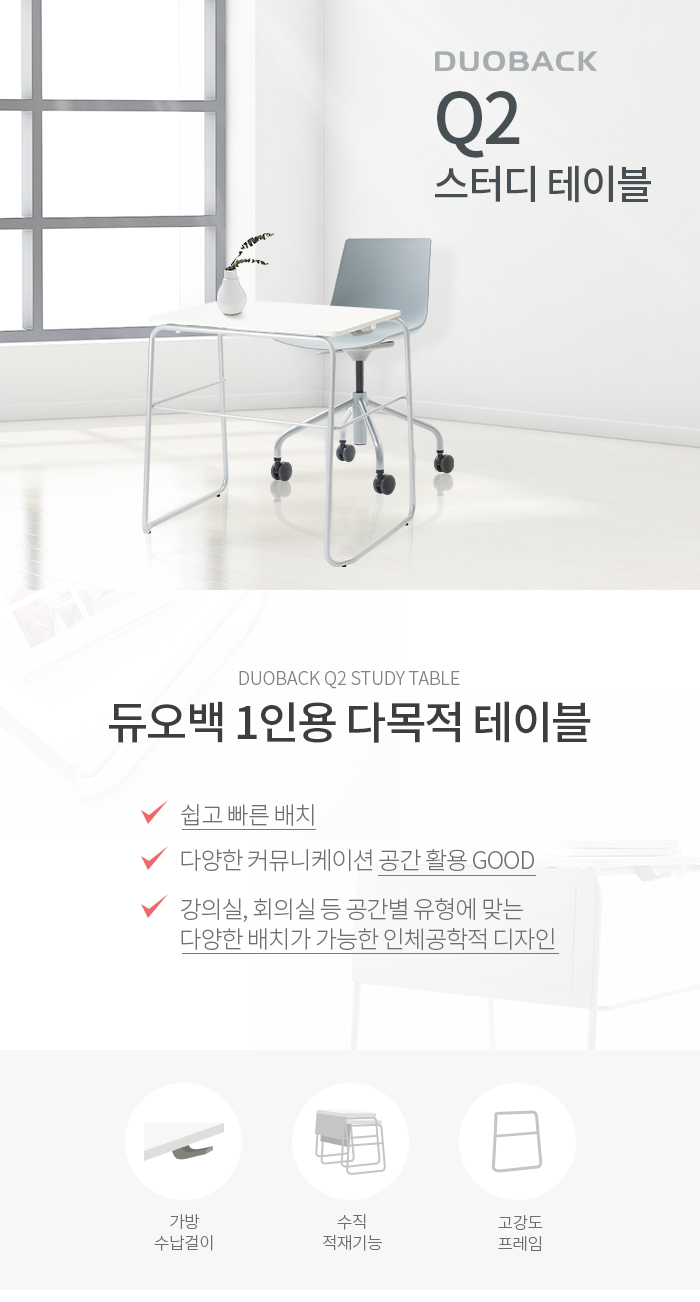 DUOBACK
Q2
스터디 테이블
DUOBACK Q2 STUDY TABLE
듀오백 1인용 다목적 테이블
쉽고 빠른 배치
다양한 커뮤니케이션 공간 활용 GOOD
강의실, 회의실 등 공간별 유형에 맞는
다양한 배치가 가능한 인체공학적 디자인
가방
수납걸이
수직
적재기능
고강도
프레임